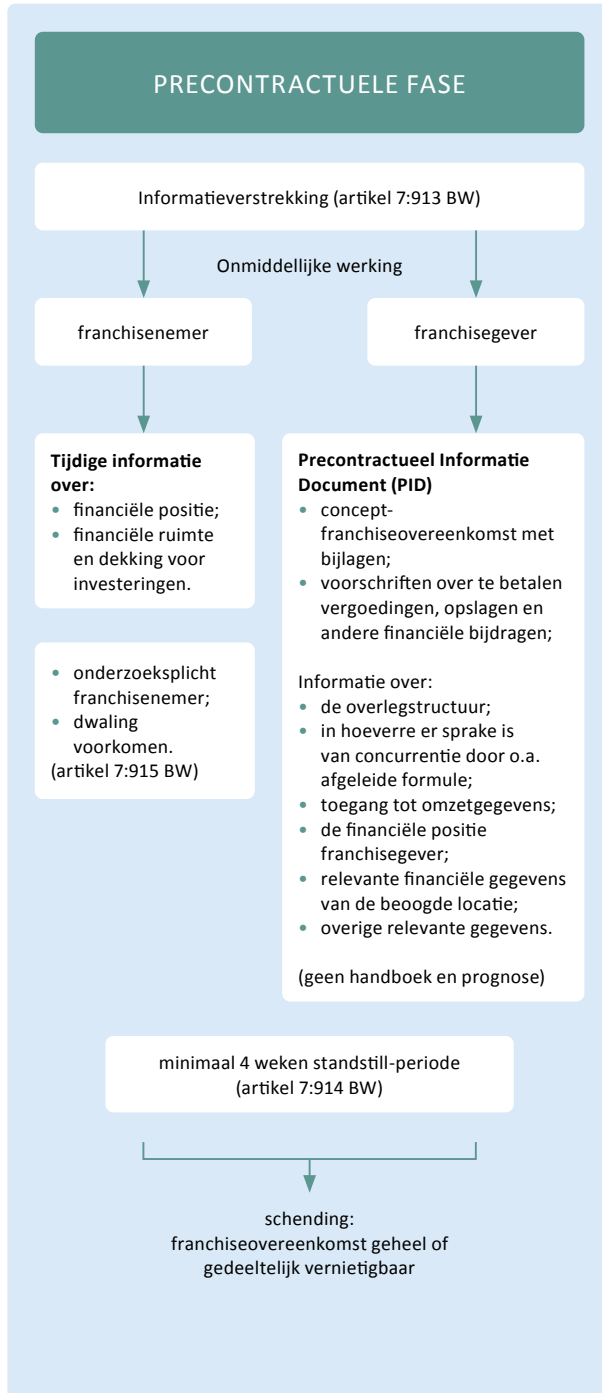 PRECONTRACTUELE FASE
Informatieverstrekking (artikel 7:913 BW)
Onmiddellijke werking
franchisenemer
franchisegever
Tijdige informatie
over:
• financiële positie;
• financiële ruimte
en dekking voor
investeringen.
• onderzoeksplicht
franchisenemer;
• dwaling
voorkomen.
(artikel 7:915 BW)
Precontractueel Informatie
Document (PID)
• concept-
franchiseovereenkomst met
bijlagen;
• voorschriften over te betalen
vergoedingen, opslagen en
andere financiële bijdragen;
Informatie over:
• de overlegstructuur;
• in hoeverre er sprake is
van concurrentie door o.a.
afgeleide formule;
• toegang tot omzetgegevens;
• de financiële positie
franchisegever;
• relevante financiële gegevens
van de beoogde locatie;
• overige relevante gegevens.
(geen handboek en prognose)
minimaal 4 weken standstill-periode
(artikel 7:914 BW)
schending:
franchiseovereenkomst geheel of
gedeeltelijk vernietigbaar